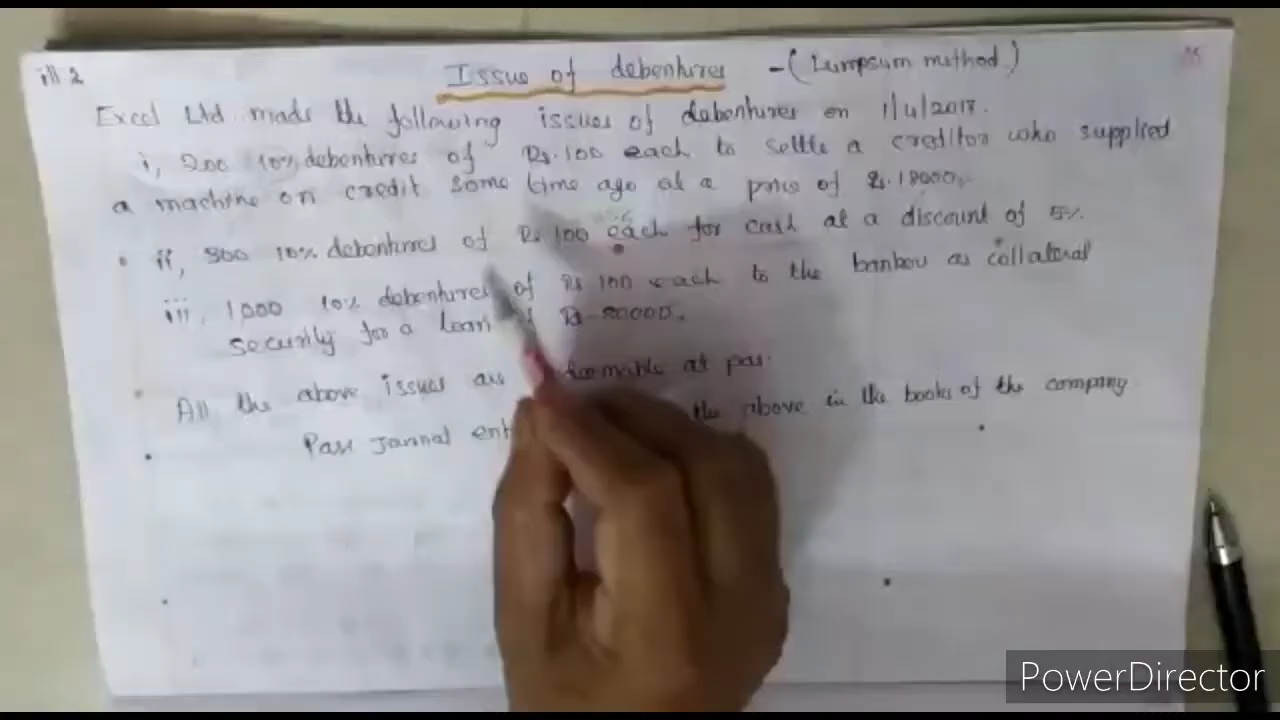 ill 2
Issue of debentures - (Lumpsum method)
Excel Ltd. made the following issues of debentures on 1/4/2017.
i, 200 10% debentures of Rs.100 each to settle a creditor who supplied
a machine on credit some time ago at a price of Rs.18000.
ii, 300 10% debentures of Rs 100 each for cash at a discount of 5%
iii, 1000 10% debentures of Rs 100 each to the as collateral
security for a loan Rs
All the above issues are at par.
Pass the above in the books of the company
PowerDirector